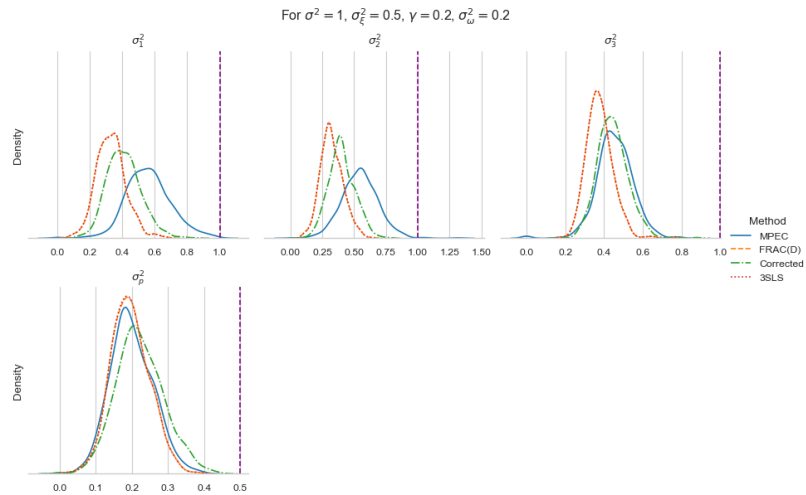 For σ² = 1, σ²_ξ = 0.5, γ = 0.2, σ²_ω = 0.2
σ²_1
σ²_2
σ²_3
Density
0.0 0.2 0.4 0.6 0.8 1.0
0.00 0.25 0.50 0.75 1.00 1.25 1.50
0.0 0.2 0.4 0.6 0.8 1.0
Method
MPEC
FRAC(D)
Corrected
3SLS
σ²_p
Density
0.0 0.1 0.2 0.3 0.4 0.5